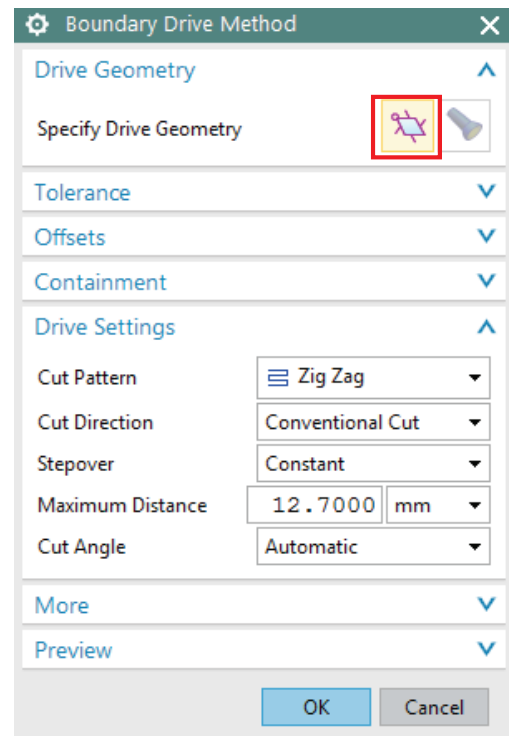 Boundary Drive Method
Drive Geometry
Specify Drive Geometry
Tolerance
Offsets
Containment
Drive Settings
Cut Pattern Zig Zag
Cut Direction Conventional Cut
Stepover Constant
Maximum Distance 12.7000 mm
Cut Angle Automatic
More
Preview
OK Cancel